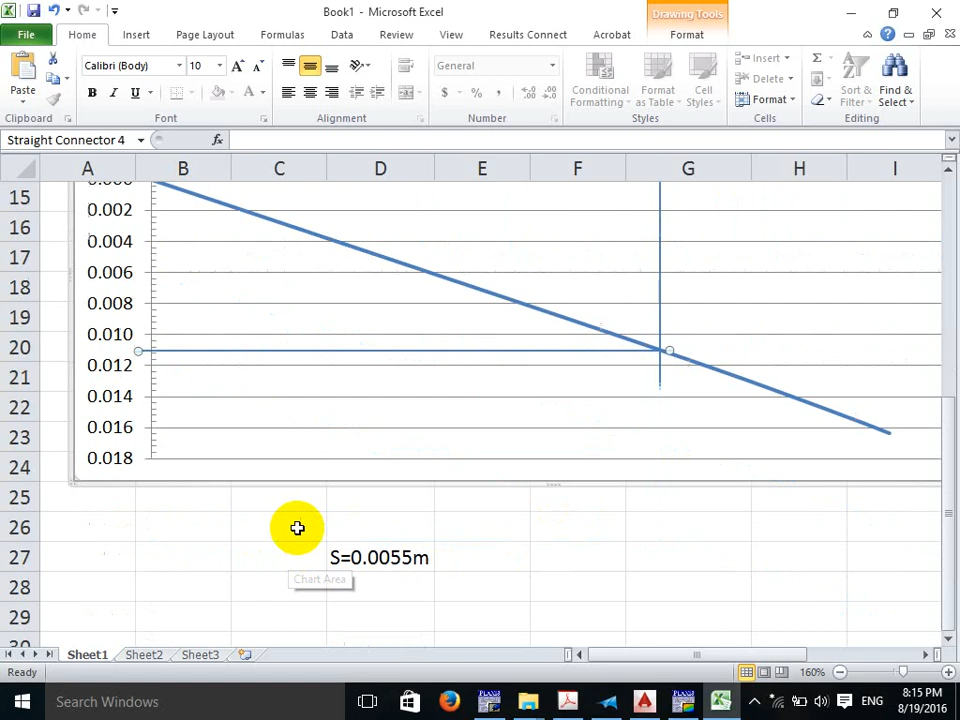 Book1 - Microsoft Excel
Drawing Tools
File Home Insert Page Layout Formulas Data Review View Results Connect Acrobat Format
Calibri (Body) 10
General
Insert
Delete
Format
Paste
B I U
A
$ % ,
Conditional Formatting
Format as Table
Cell Styles
Sort & Filter
Find & Select
Clipboard Font Alignment Number Styles Cells Editing
Straight Connector 4
fx
A B C D E F G H I
15
16
17
18
19
20
21
22
23
24
25
26
27
28
29
0.002
0.004
0.006
0.008
0.010
0.012
0.014
0.016
0.018
S=0.0055m
Chart Area
Sheet1 Sheet2 Sheet3
Ready
160%
Search Windows
ENG
8:15 PM
8/19/2016